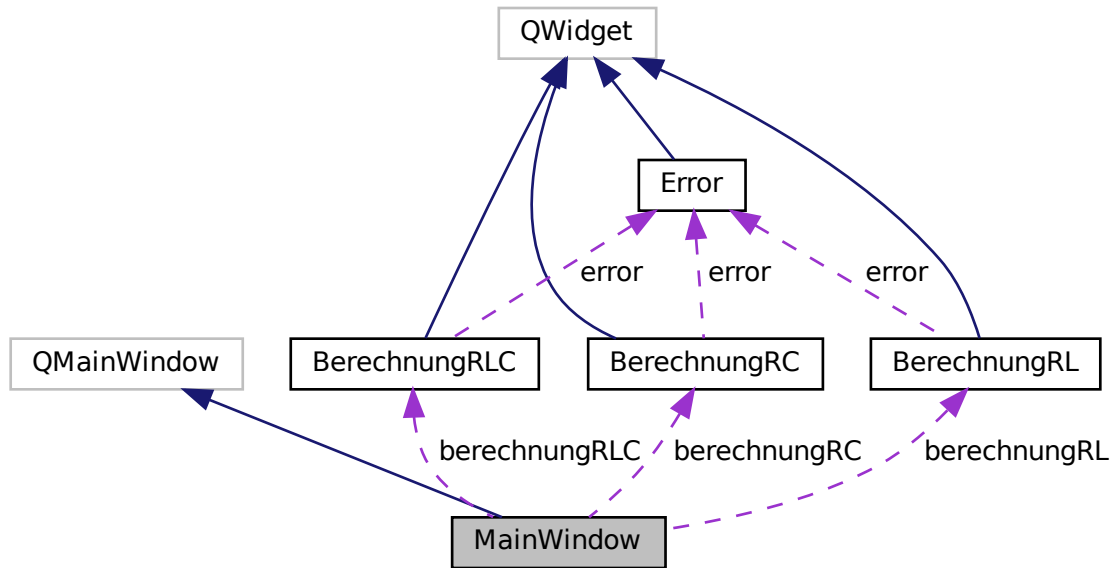 QWidget
Error
error
error
error
QMainWindow
BerechnungRLC
BerechnungRC
BerechnungRL
berechnungRLC
berechnungRC
berechnungRL
MainWindow